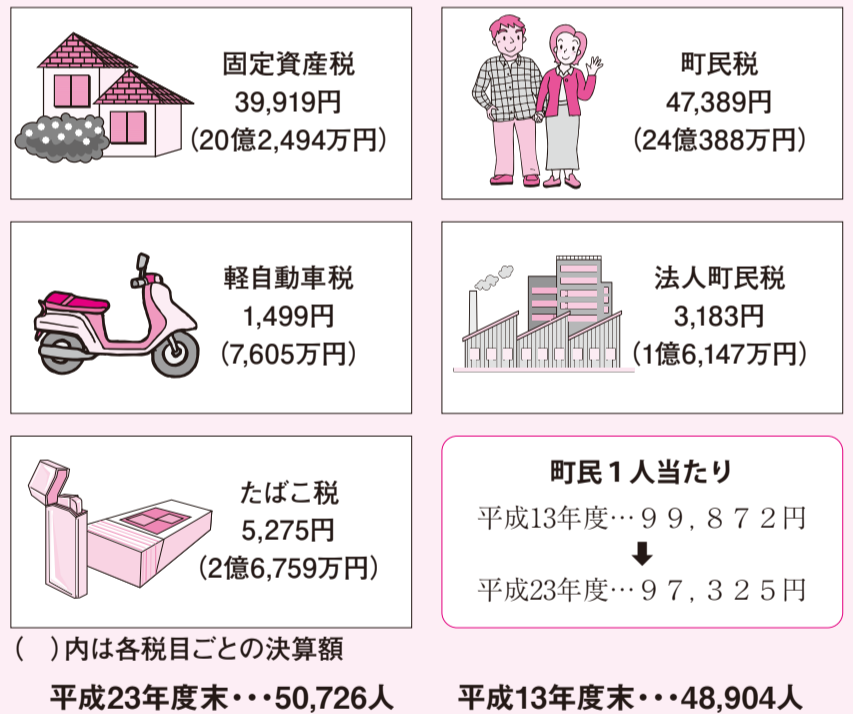 固定資産税
39,919円
(20億2,494万円)
町民税
47,389円
(24億388万円)
軽自動車税
1,499円
(7,605万円)
法人町民税
3,183円
(1億6,147万円)
たばこ税
5,275円
(2億6,759万円)
町民1人当たり
平成13年度…９９,８７２円
⬇
平成23年度…９７,３２５円
(　)内は各税目ごとの決算額
平成23年度末･･･50,726人　平成13年度末･･･48,904人